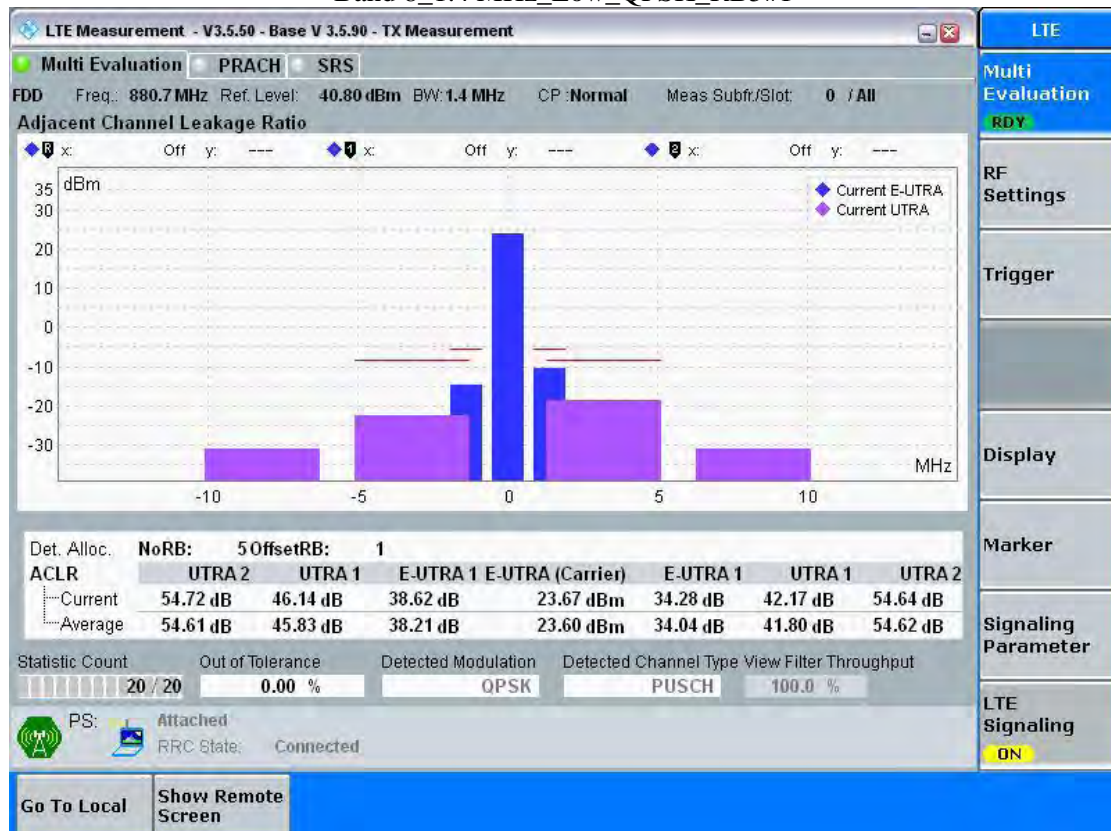 LTE Measurement - V3.5.50 - Base V 3.5.90 - TX Measurement
LTE
Multi Evaluation PRACH SRS
Multi Evaluation
RDY
FDD Freq.: 880.7 MHz Ref. Level: 40.80 dBm BW: 1.4 MHz CP :Normal Meas Subfr./Slot: 0 / All
Adjacent Channel Leakage Ratio
R x: Off y: --- 1 x: Off y: --- 2 x: Off y: ---
RF Settings
dBm
Current E-UTRA
Current UTRA
35
30
20
10
0
-10
-20
-30
MHz
-10 -5 0 5 10
Trigger
Display
Marker
Det. Alloc. NoRB: 5 OffsetRB: 1
ACLR UTRA 2 UTRA 1 E-UTRA 1 E-UTRA (Carrier) E-UTRA 1 UTRA 1 UTRA 2
Current 54.72 dB 46.14 dB 38.62 dB 23.67 dBm 34.28 dB 42.17 dB 54.64 dB
Average 54.61 dB 45.83 dB 38.21 dB 23.60 dBm 34.04 dB 41.80 dB 54.62 dB
Signaling Parameter
Statistic Count Out of Tolerance Detected Modulation Detected Channel Type View Filter Throughput
20 / 20 0.00 % QPSK PUSCH 100.0 %
LTE Signaling
ON
PS: Attached
RRC State: Connected
Go To Local
Show Remote Screen